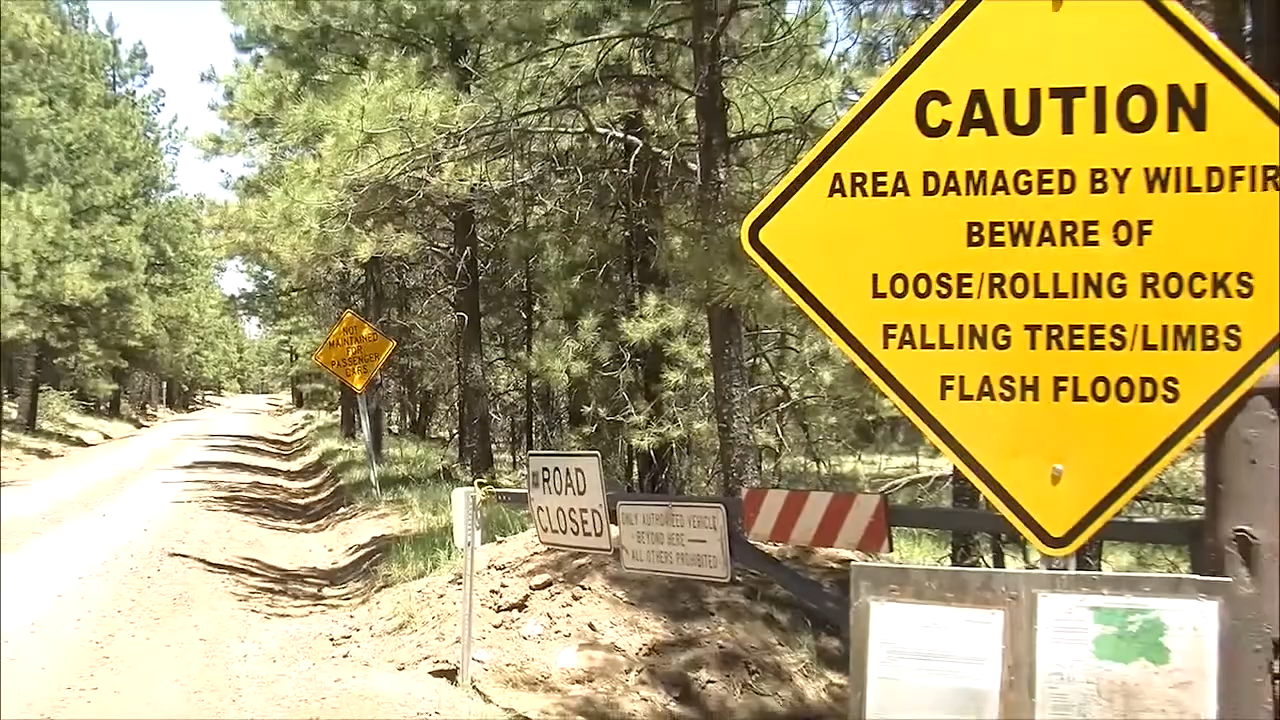 CAUTION
AREA DAMAGED BY WILDFIR
BEWARE OF
LOOSE/ROLLING ROCKS
FALLING TREES/LIMBS
FLASH FLOODS
NOT
MAINTAINED
FOR
PASSENGER
CARS
ROAD
CLOSED
ONLY AUTHORIZED VEHICLE
BEYOND HERE
ALL OTHERS PROHIBITED